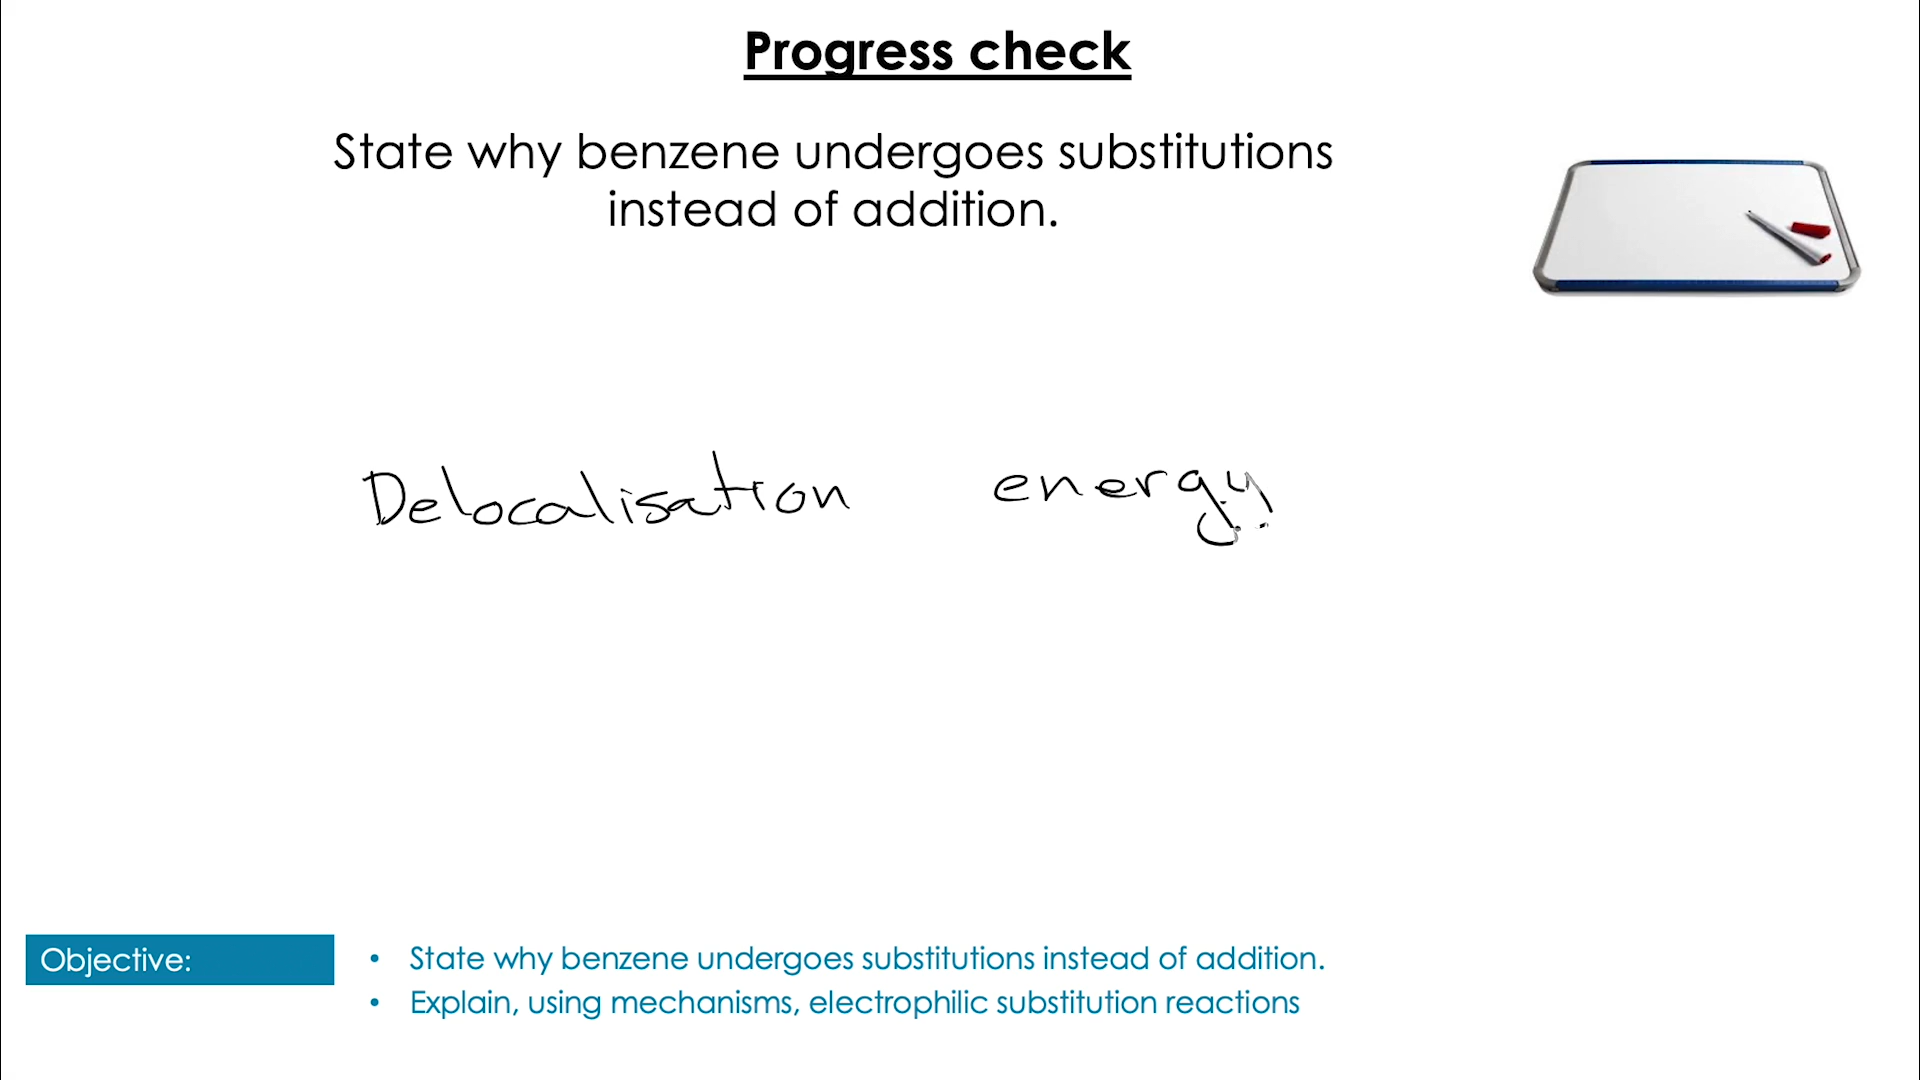 Progress check
State why benzene undergoes substitutions
instead of addition.
Delocalisation energy
Objective:
• State why benzene undergoes substitutions instead of addition.
• Explain, using mechanisms, electrophilic substitution reactions